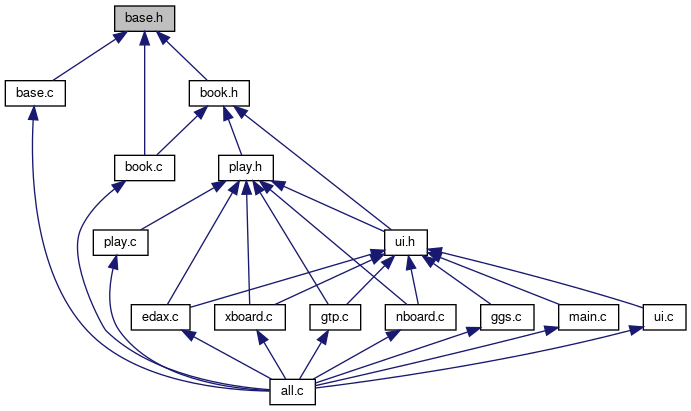 base.h
base.c
book.h
book.c
play.h
play.c
ui.h
edax.c
xboard.c
gtp.c
nboard.c
ggs.c
main.c
ui.c
all.c